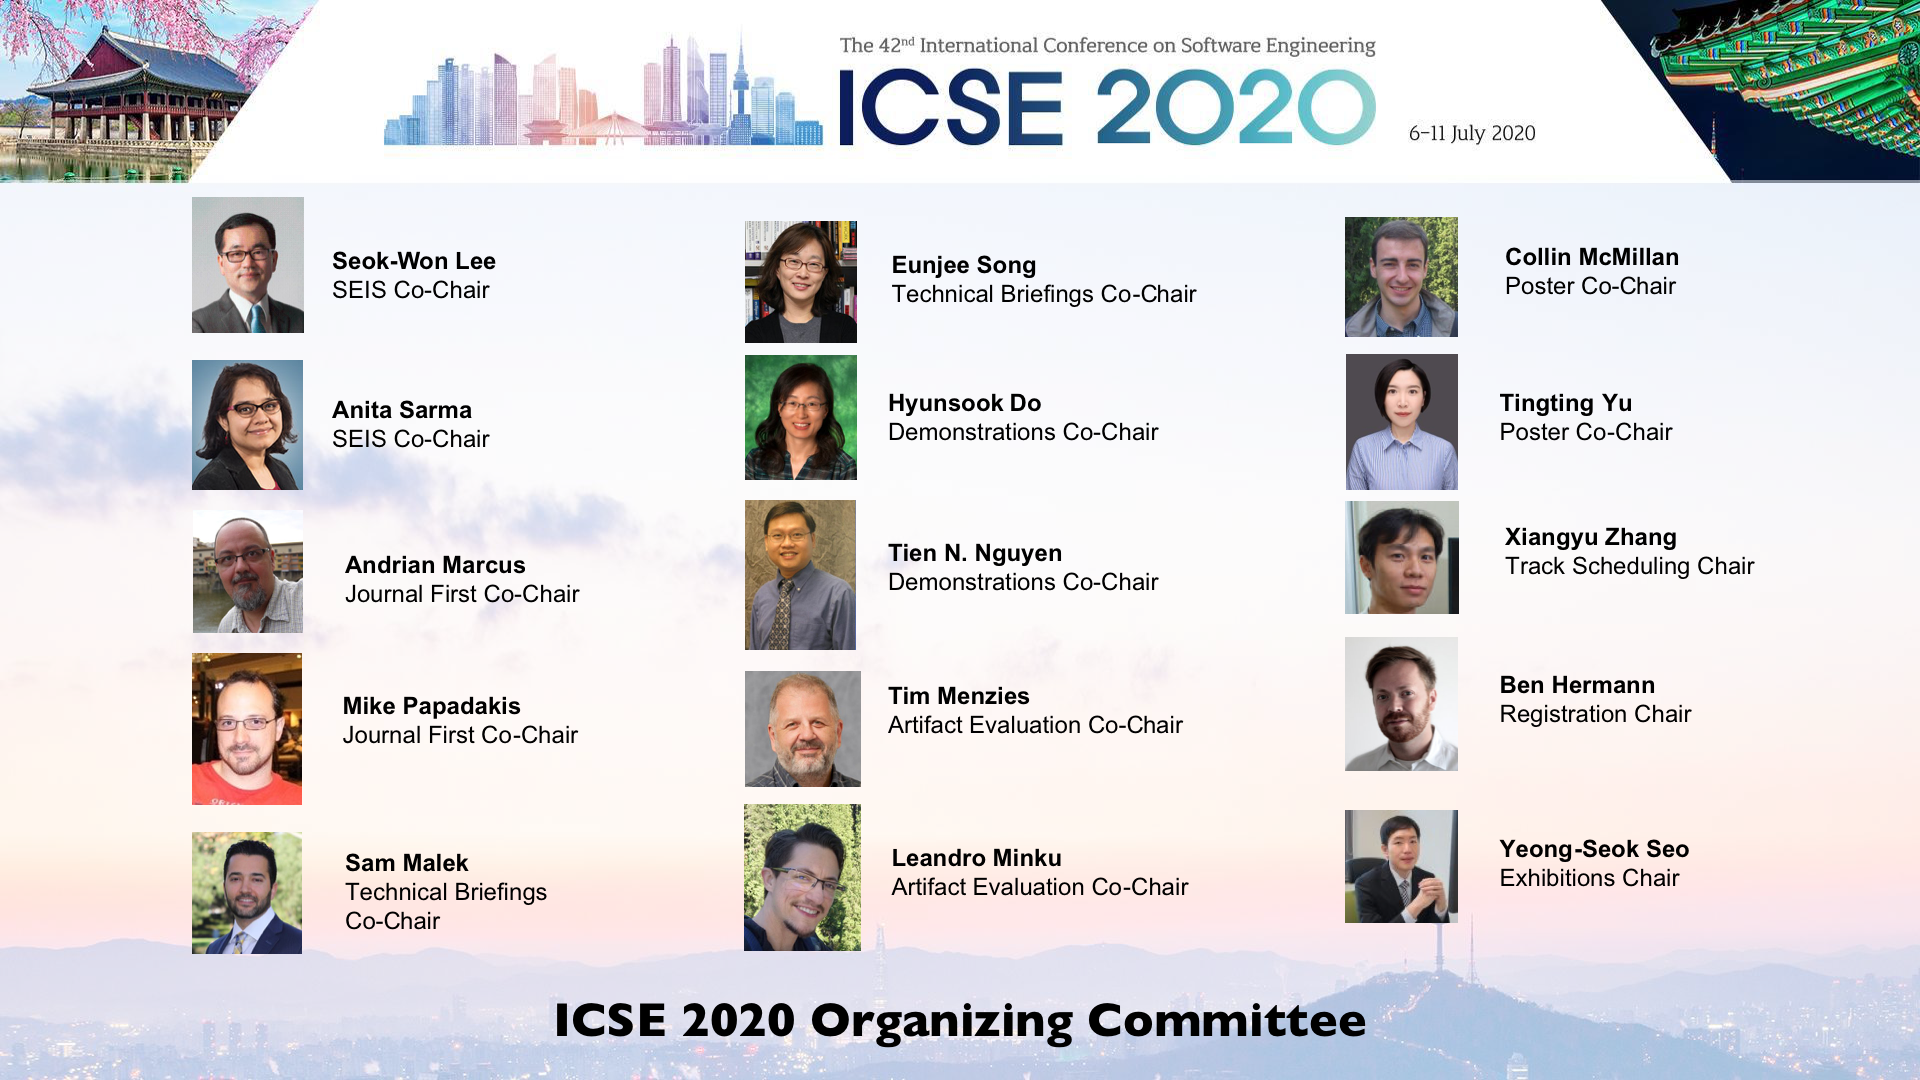 The 42nd International Conference on Software Engineering
ICSE 2020
6-11 July 2020
Seok-Won Lee
SEIS Co-Chair
Anita Sarma
SEIS Co-Chair
Andrian Marcus
Journal First Co-Chair
Mike Papadakis
Journal First Co-Chair
Sam Malek
Technical Briefings
Co-Chair
Eunjee Song
Technical Briefings Co-Chair
Hyunsook Do
Demonstrations Co-Chair
Tien N. Nguyen
Demonstrations Co-Chair
Tim Menzies
Artifact Evaluation Co-Chair
Leandro Minku
Artifact Evaluation Co-Chair
Collin McMillan
Poster Co-Chair
Tingting Yu
Poster Co-Chair
Xiangyu Zhang
Track Scheduling Chair
Ben Hermann
Registration Chair
Yeong-Seok Seo
Exhibitions Chair
ICSE 2020 Organizing Committee